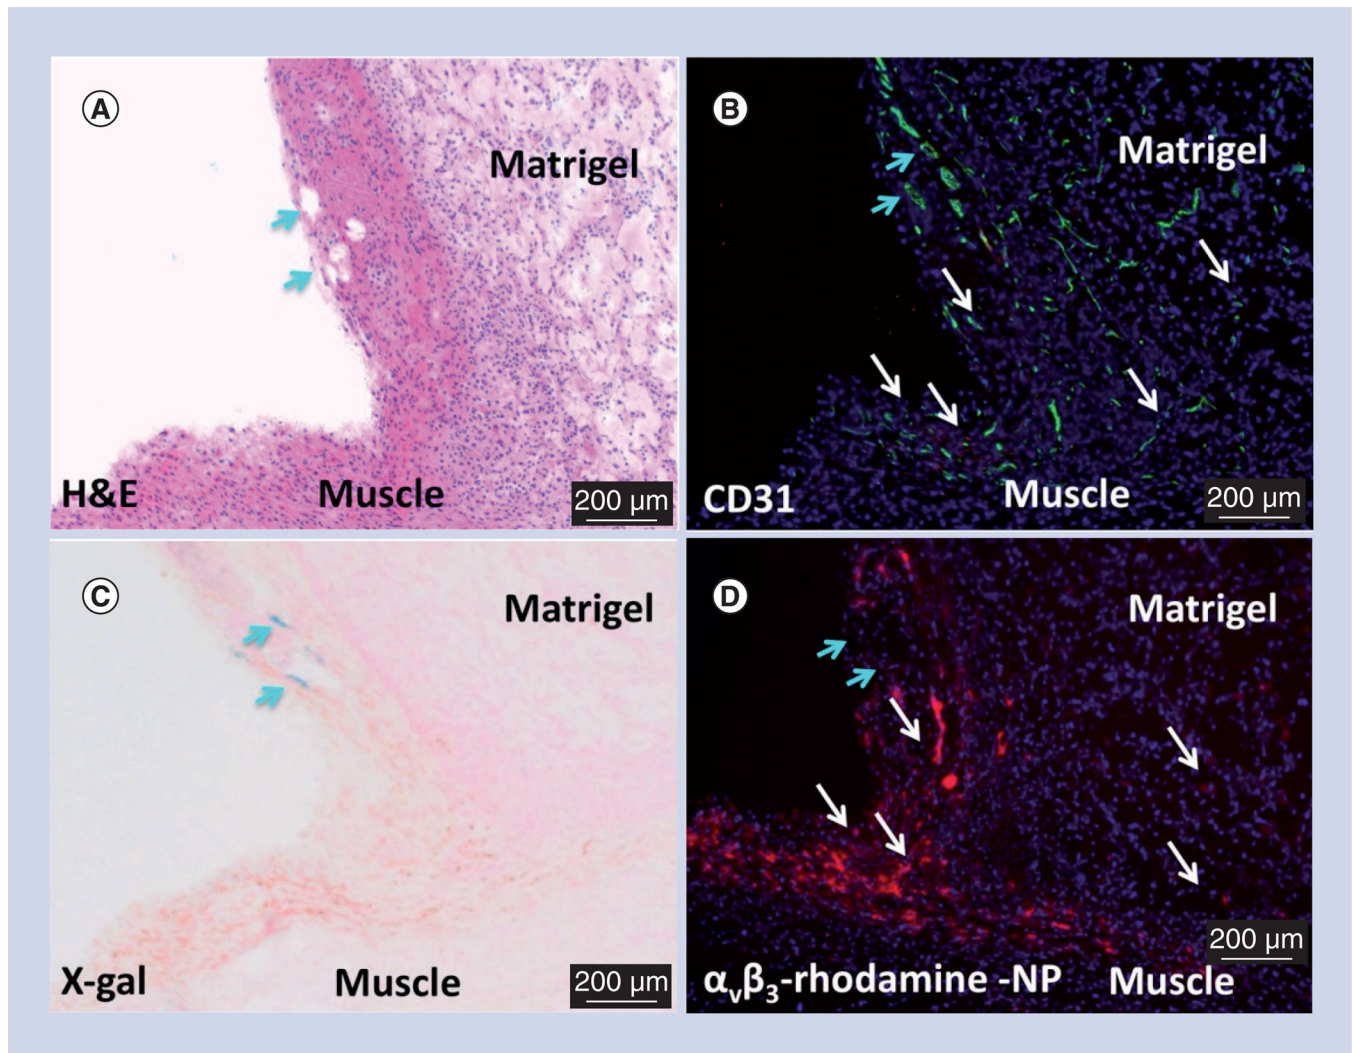 A
Matrigel
H&E
Muscle
200 µm
B
Matrigel
CD31
Muscle
200 µm
C
Matrigel
X-gal
Muscle
200 µm
D
Matrigel
αvβ3-rhodamine -NP
Muscle
200 µm